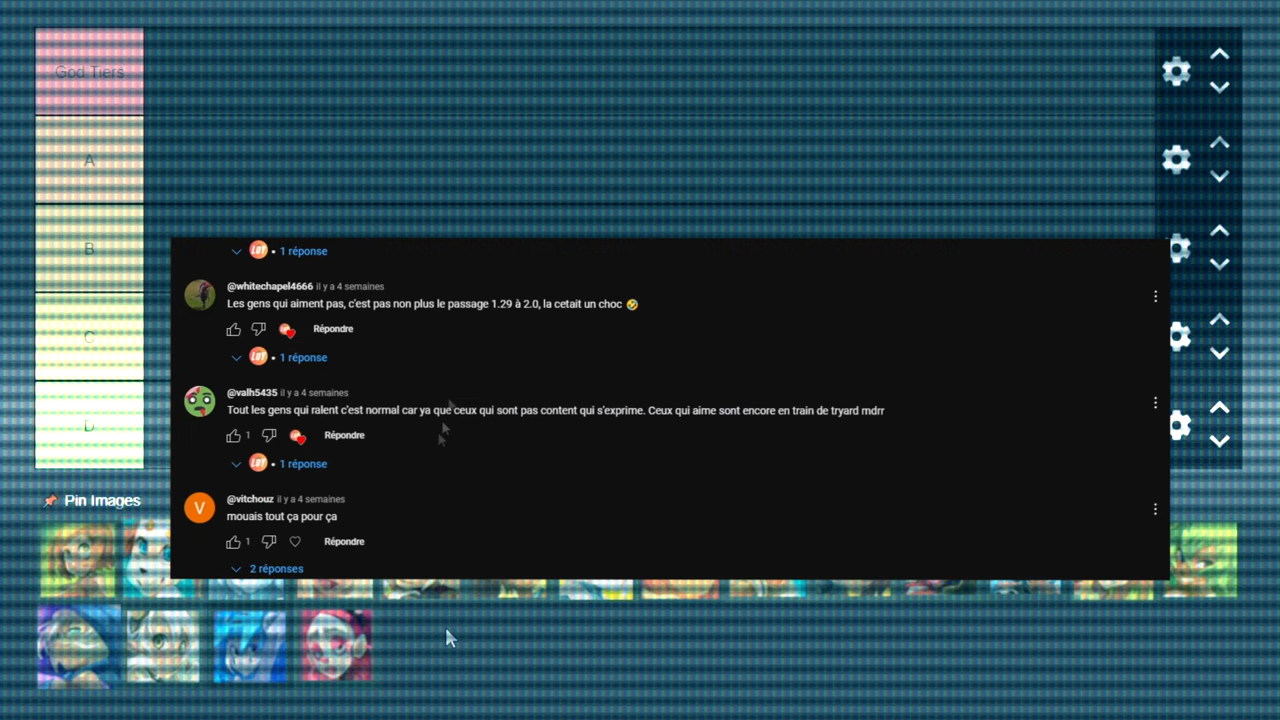 God Tiers
A
B
C
D
📌 Pin Images
LOT • 1 réponse
@whitechapel4666 il y a 4 semaines
Les gens qui aiment pas, c'est pas non plus le passage 1.29 à 2.0, la cetait un choc 🤣
Répondre
LOT • 1 réponse
@valh5435 il y a 4 semaines
Tout les gens qui ralent c'est normal car ya que ceux qui sont pas content qui s'exprime. Ceux qui aime sont encore en train de tryard mdrr
1 Répondre
LOT • 1 réponse
V
@vitchouz il y a 4 semaines
mouais tout ça pour ça
1 Répondre
2 réponses